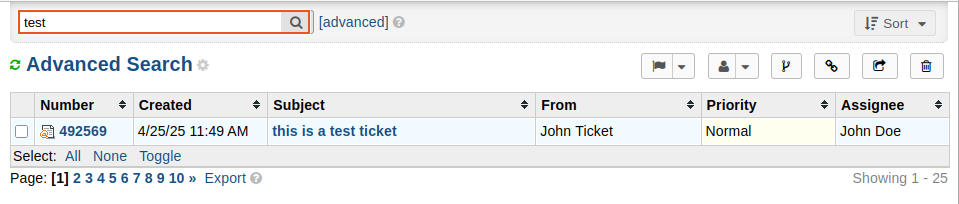 test [advanced] Sort
Advanced Search
Number Created Subject From Priority Assignee
492569 4/25/25 11:49 AM this is a test ticket John Ticket Normal John Doe
Select: All None Toggle
Page: [1] 2 3 4 5 6 7 8 9 10 » Export Showing 1 - 25